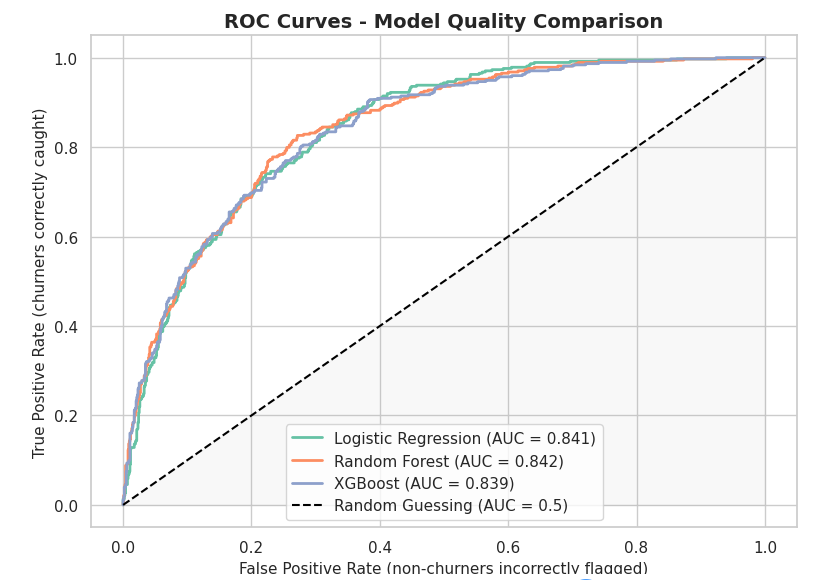 ROC Curves - Model Quality Comparison
True Positive Rate (churners correctly caught)
1.0
0.8
0.6
0.4
0.2
0.0
Logistic Regression (AUC = 0.841)
Random Forest (AUC = 0.842)
XGBoost (AUC = 0.839)
Random Guessing (AUC = 0.5)
0.0 0.2 0.4 0.6 0.8 1.0
False Positive Rate (non-churners incorrectly flagged)